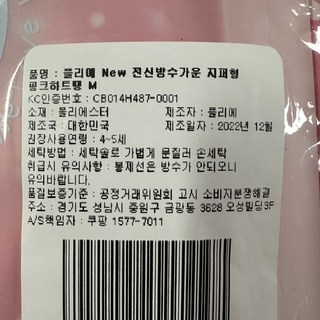 품명 : 플리에 New 전신방수가운 지퍼형
핑크하트땡 M
KC인증번호 : CB014H487-0001
소재 : 폴리에스터 제조자 : 플리에
제조국 : 대한민국 제조일자 : 2022년 12월
권장사용연령 : 4~5세
세탁방법 : 세탁솔로 가볍게 문질러 손세탁
취급시 유의사항 : 봉제선은 방수가 안되오니
유의바랍니다.
품질보증기준 : 공정거래위원회 고시 소비자분쟁해결
주소 : 경기도 성남시 중원구 금광동 3628 오성빌딩3F
A/S책임자 : 쿠팡 1577-7011